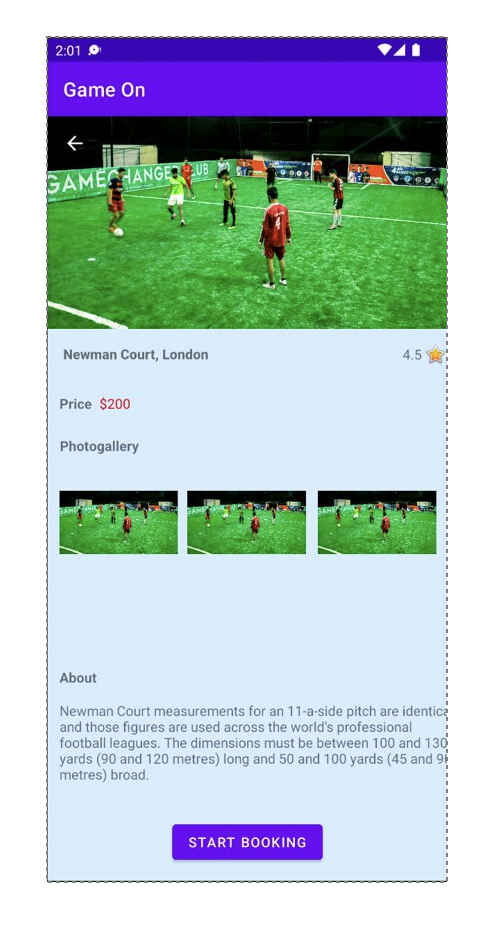 2:01
Game On
GAMECHANGER CLUB
Newman Court, London
4.5
Price $200
Photogallery
About
Newman Court measurements for an 11-a-side pitch are identica
and those figures are used across the world's professional
football leagues. The dimensions must be between 100 and 130
yards (90 and 120 metres) long and 50 and 100 yards (45 and 9
metres) broad.
START BOOKING